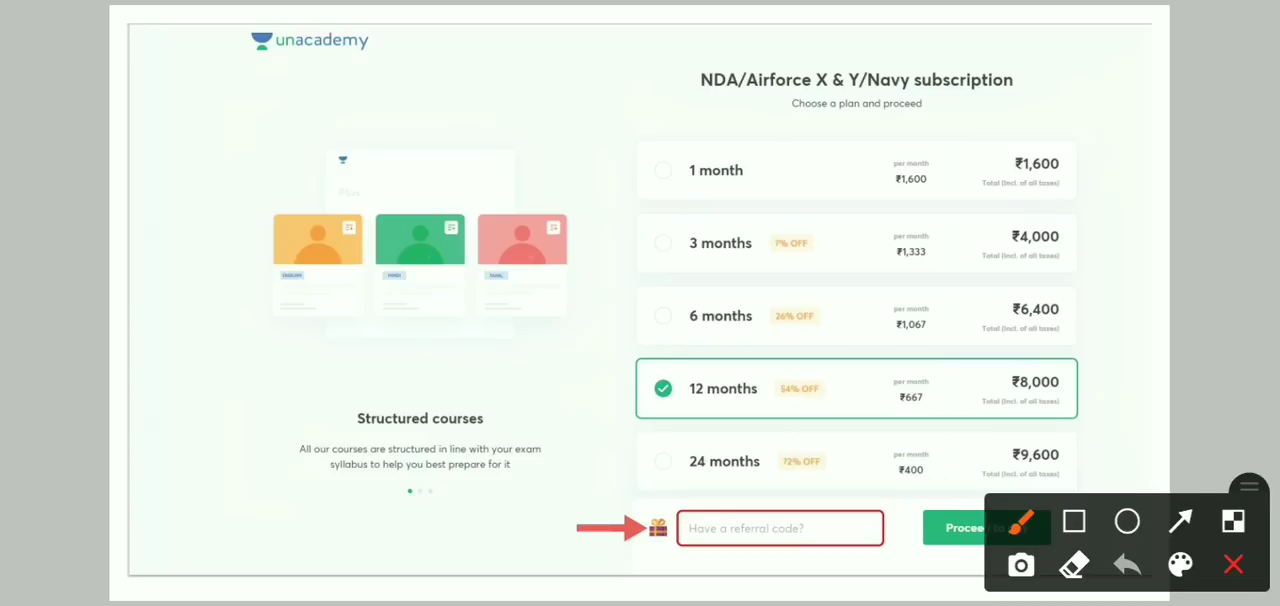 unacademy
NDA/Airforce X & Y/Navy subscription
Choose a plan and proceed
1 month
per month
₹1,600
₹1,600
Total (Incl. of all taxes)
3 months
7% OFF
per month
₹1,333
₹4,000
Total (Incl. of all taxes)
6 months
26% OFF
per month
₹1,067
₹6,400
Total (Incl. of all taxes)
12 months
54% OFF
per month
₹667
₹8,000
Total (Incl. of all taxes)
24 months
72% OFF
per month
₹400
₹9,600
Total (Incl. of all taxes)
Plus
ENGLISH
HINDI
Structured courses
All our courses are structured in line with your exam
syllabus to help you best prepare for it
Have a referral code?
Proceed